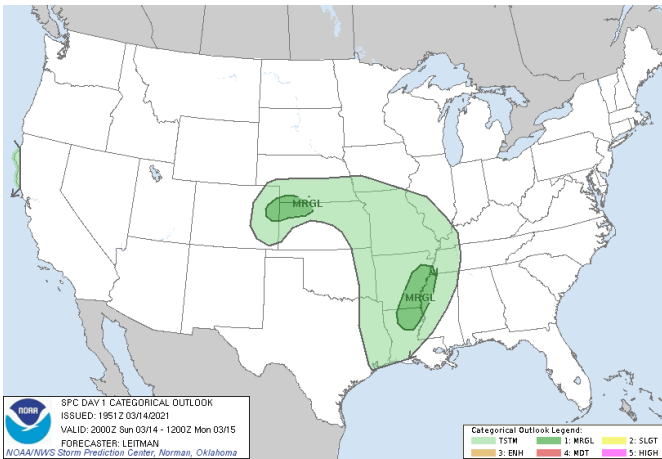 MRGL
MRGL
NOAA
SPC DAY 1 CATEGORICAL OUTLOOK
ISSUED: 1951Z 03/14/2021
VALID: 2000Z Sun 03/14 - 1200Z Mon 03/15
FORECASTER: LEITMAN
NOAA/NWS Storm Prediction Center, Norman, Oklahoma
Categorical Outlook Legend:
TSTM 1: MRGL 2: SLGT
3: ENH 4: MDT 5: HIGH